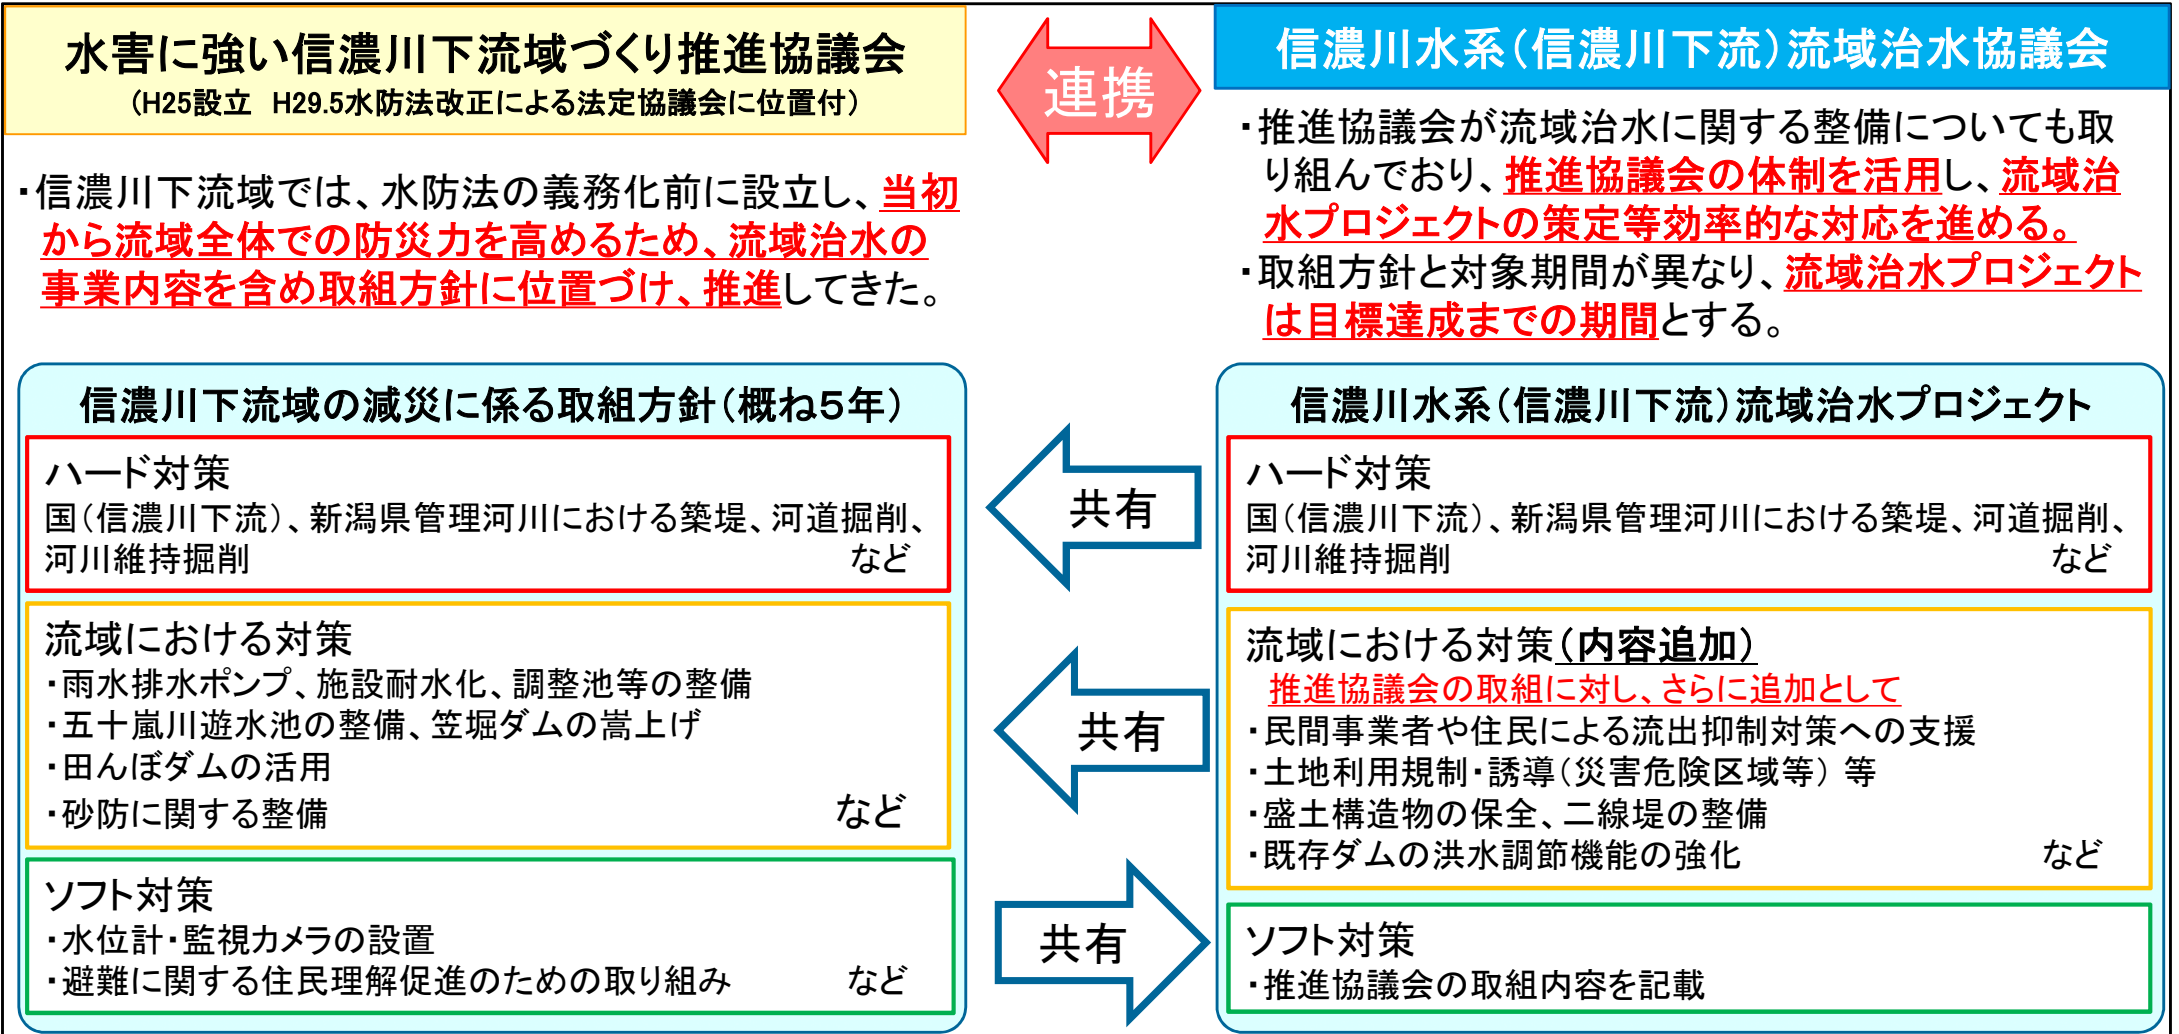 水害に強い信濃川下流域づくり推進協議会
(H25設立　H29.5水防法改正による法定協議会に位置付)
・信濃川下流域では、水防法の義務化前に設立し、当初
から流域全体での防災力を高めるため、流域治水の
事業内容を含め取組方針に位置づけ、推進してきた。
連携
信濃川水系(信濃川下流)流域治水協議会
・推進協議会が流域治水に関する整備についても取
り組んでおり、推進協議会の体制を活用し、流域治
水プロジェクトの策定等効率的な対応を進める。
・取組方針と対象期間が異なり、流域治水プロジェクト
は目標達成までの期間とする。
信濃川下流域の減災に係る取組方針(概ね5年)
ハード対策
国(信濃川下流)、新潟県管理河川における築堤、河道掘削、
河川維持掘削　など
流域における対策
・雨水排水ポンプ、施設耐水化、調整池等の整備
・五十嵐川遊水池の整備、笠堀ダムの嵩上げ
・田んぼダムの活用
・砂防に関する整備　など
ソフト対策
・水位計・監視カメラの設置
・避難に関する住民理解促進のための取り組み　など
共有
共有
共有
信濃川水系(信濃川下流)流域治水プロジェクト
ハード対策
国(信濃川下流)、新潟県管理河川における築堤、河道掘削、
河川維持掘削　など
流域における対策(内容追加)
推進協議会の取組に対し、さらに追加として
・民間事業者や住民による流出抑制対策への支援
・土地利用規制・誘導(災害危険区域等) 等
・盛土構造物の保全、二線堤の整備
・既存ダムの洪水調節機能の強化　など
ソフト対策
・推進協議会の取組内容を記載